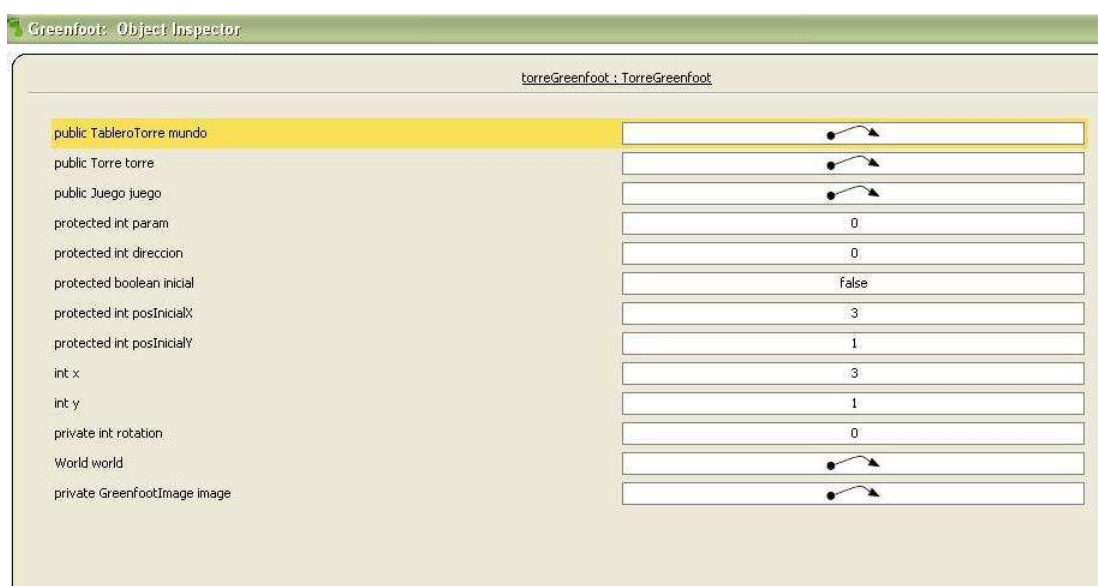 Greenfoot: Object Inspector
torreGreenfoot : TorreGreenfoot
public TableroTorre mundo
public Torre torre
public Juego juego
protected int param 0
protected int direccion 0
protected boolean inicial false
protected int posInicialX 3
protected int posInicialY 1
int x 3
int y 1
private int rotation 0
World world
private GreenfootImage image